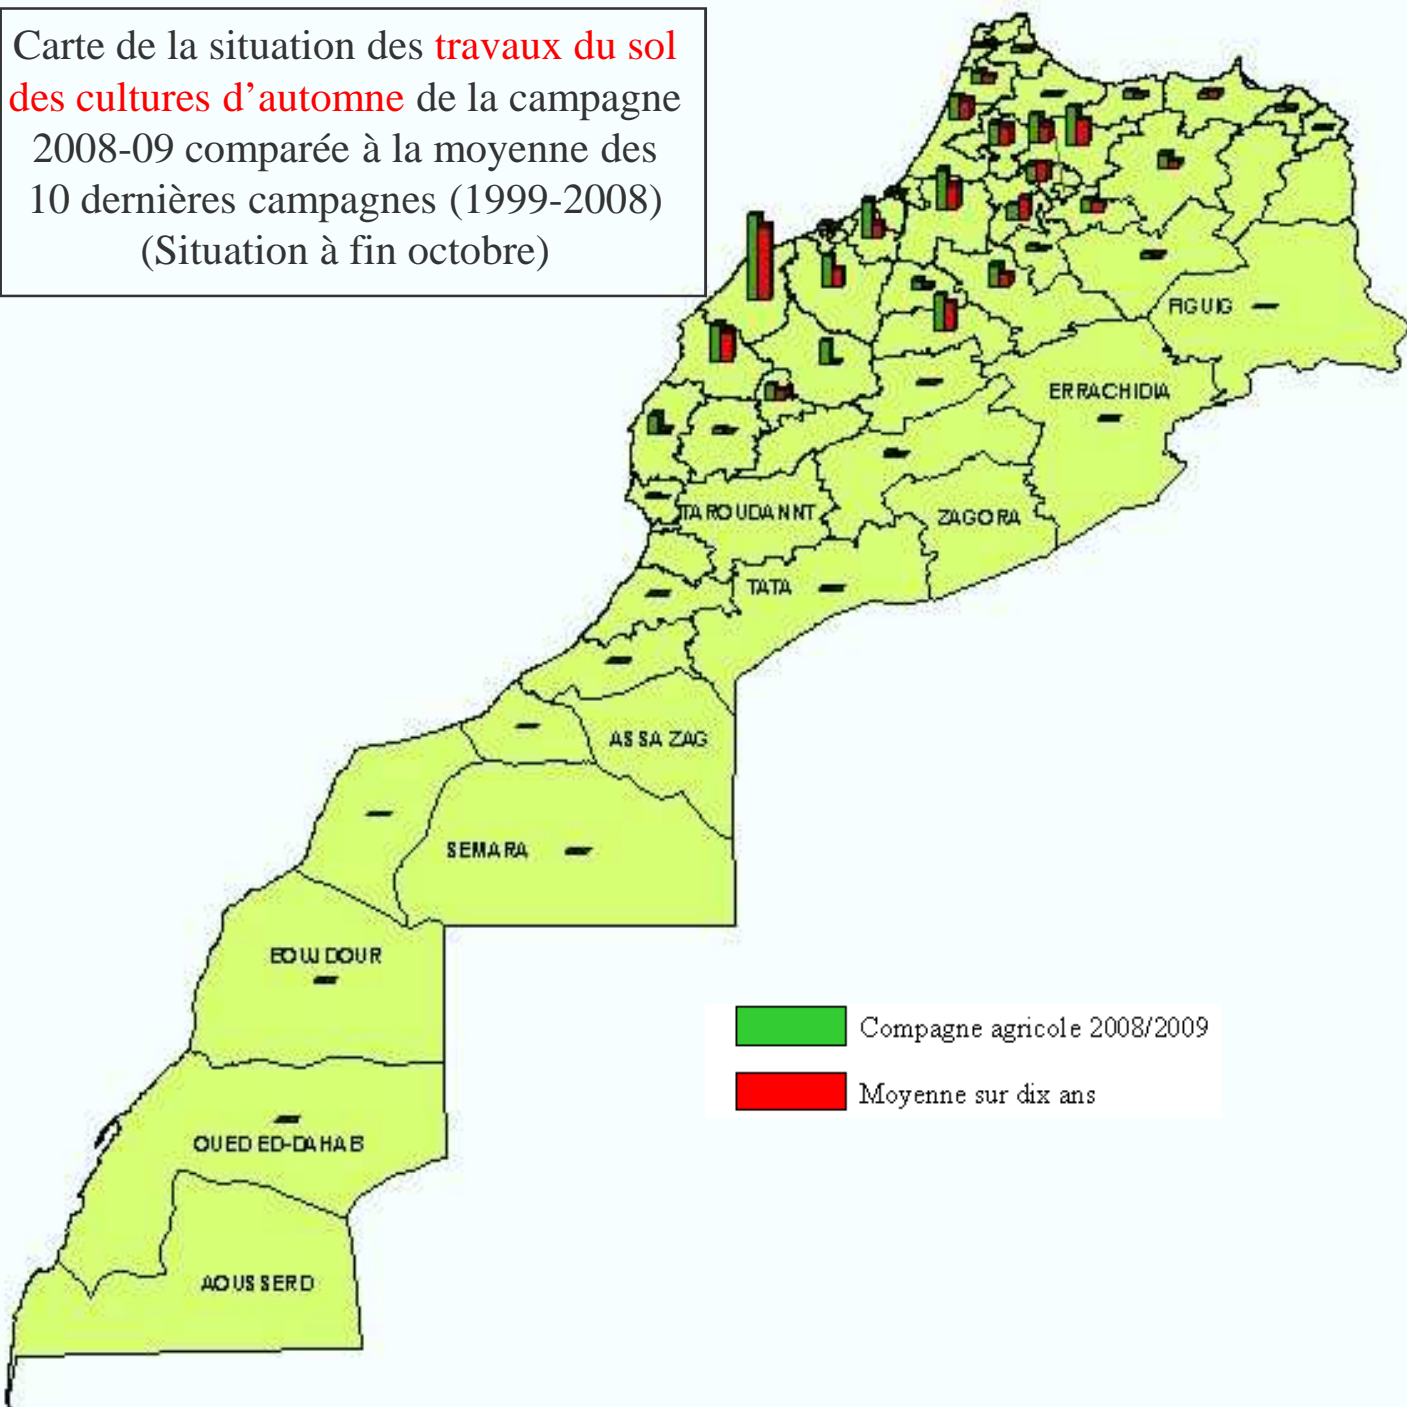 Carte de la situation des travaux du sol
des cultures d'automne de la campagne
2008-09 comparée à la moyenne des
10 dernières campagnes (1999-2008)
(Situation à fin octobre)
FIGUIG
ERRACHIDIA
TAROUDANNT
ZAGORA
TATA
ASSA ZAG
SEMARA
BOUJDOUR
Compagne agricole 2008/2009
Moyenne sur dix ans
OUED ED-DAHAB
AOUSSERD